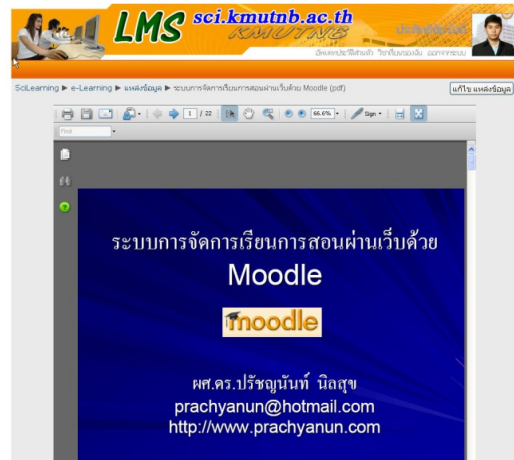 LMS sci.kmutnb.ac.th
KMUTNB
SciLearning ► e-Learning ► แหล่งข้อมูล ► ระบบการจัดการเรียนการสอนผ่านเว็บด้วย Moodle (pdf)
แก้ไข แหล่งข้อมูล
1 / 22
66.6%
Sign
Find
ระบบการจัดการเรียนการสอนผ่านเว็บด้วย
Moodle
moodle
ผศ.ดร.ปรัชญนันท์ นิลสุข
prachyanun@hotmail.com
http://www.prachyanun.com